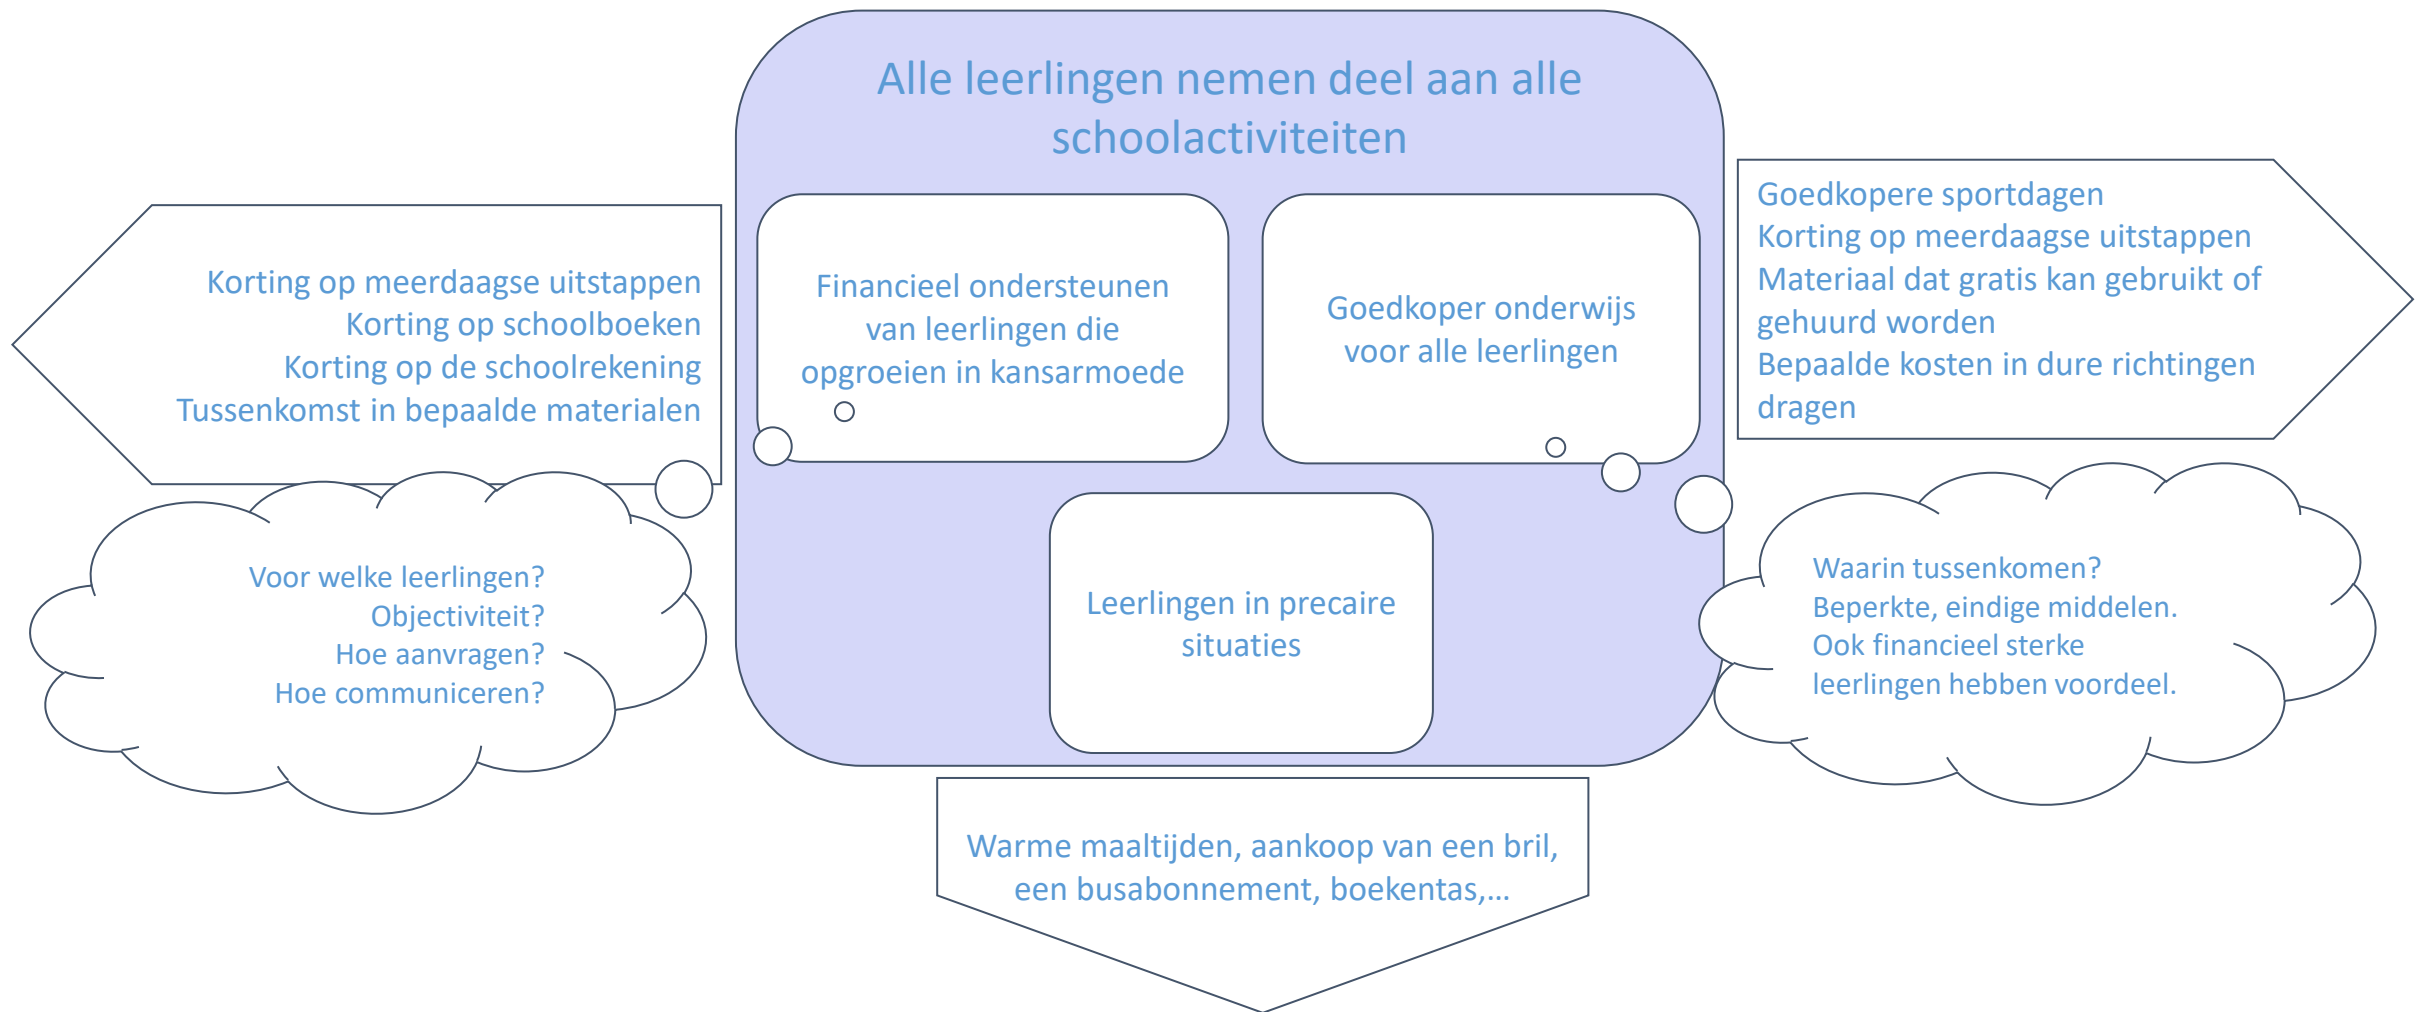 Alle leerlingen nemen deel aan alle
schoolactiviteiten
Korting op meerdaagse uitstappen
Korting op schoolboeken
Korting op de schoolrekening
Tussenkomst in bepaalde materialen
Financieel ondersteunen
van leerlingen die
opgroeien in kansarmoede
Goedkoper onderwijs
voor alle leerlingen
Goedkopere sportdagen
Korting op meerdaagse uitstappen
Materiaal dat gratis kan gebruikt of
gehuurd worden
Bepaalde kosten in dure richtingen
dragen
Voor welke leerlingen?
Objectiviteit?
Hoe aanvragen?
Hoe communiceren?
Leerlingen in precaire
situaties
Waarin tussenkomen?
Beperkte, eindige middelen.
Ook financieel sterke
leerlingen hebben voordeel.
Warme maaltijden, aankoop van een bril,
een busabonnement, boekentas,...